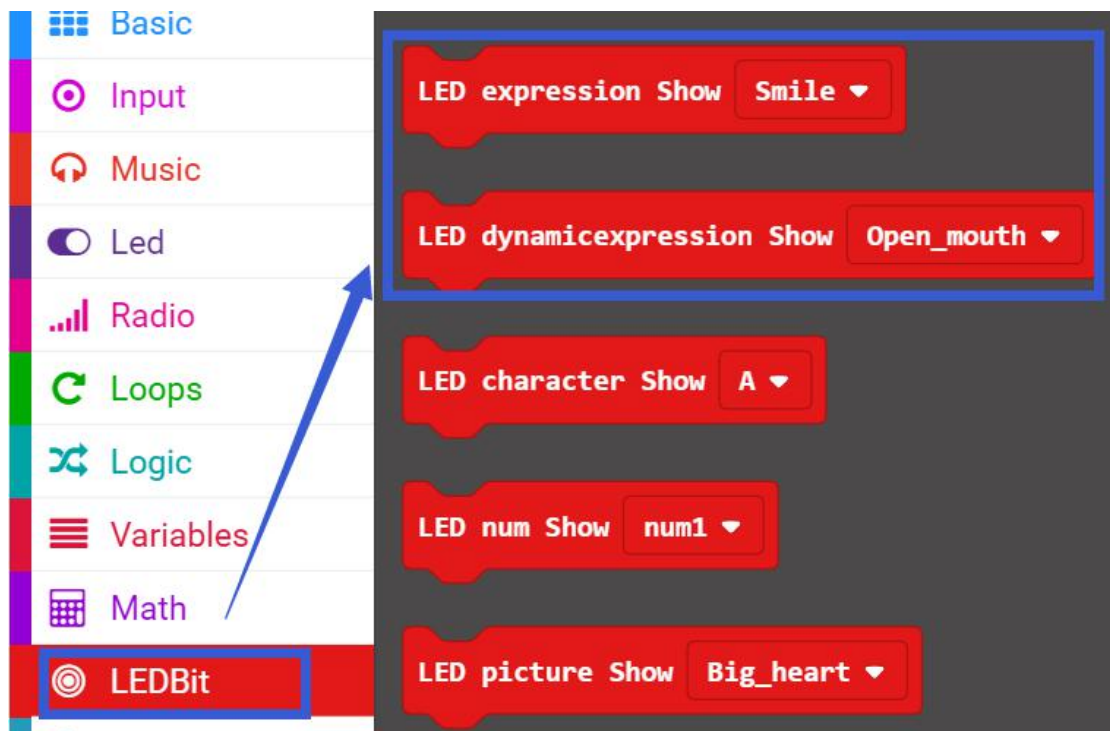 Basic
Input
Music
Led
Radio
Loops
Logic
Variables
Math
LEDBit
LED expression Show Smile
LED dynamicexpression Show Open_mouth
LED character Show A
LED num Show num1
LED picture Show Big_heart